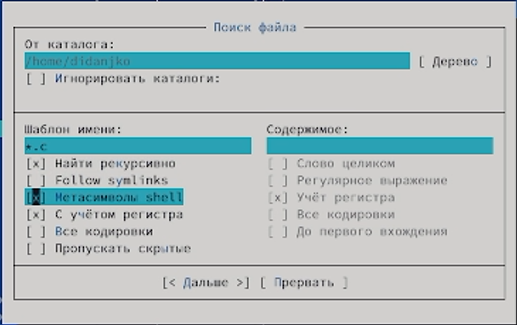 Поиск файла
От каталога:
/home/didanjko [ Дерево ]
[ ] Игнорировать каталоги:
Шаблон имени:
*.c
[x] Найти рекурсивно
[ ] Follow symlinks
[x] Метасимволы shell
[x] С учётом регистра
[ ] Все кодировки
[ ] Пропускать скрытые
Содержимое:
[ ] Слово целиком
[ ] Регулярное выражение
[x] Учёт регистра
[ ] Все кодировки
[ ] До первого вхождения
[< Дальше >] [ Прервать ]